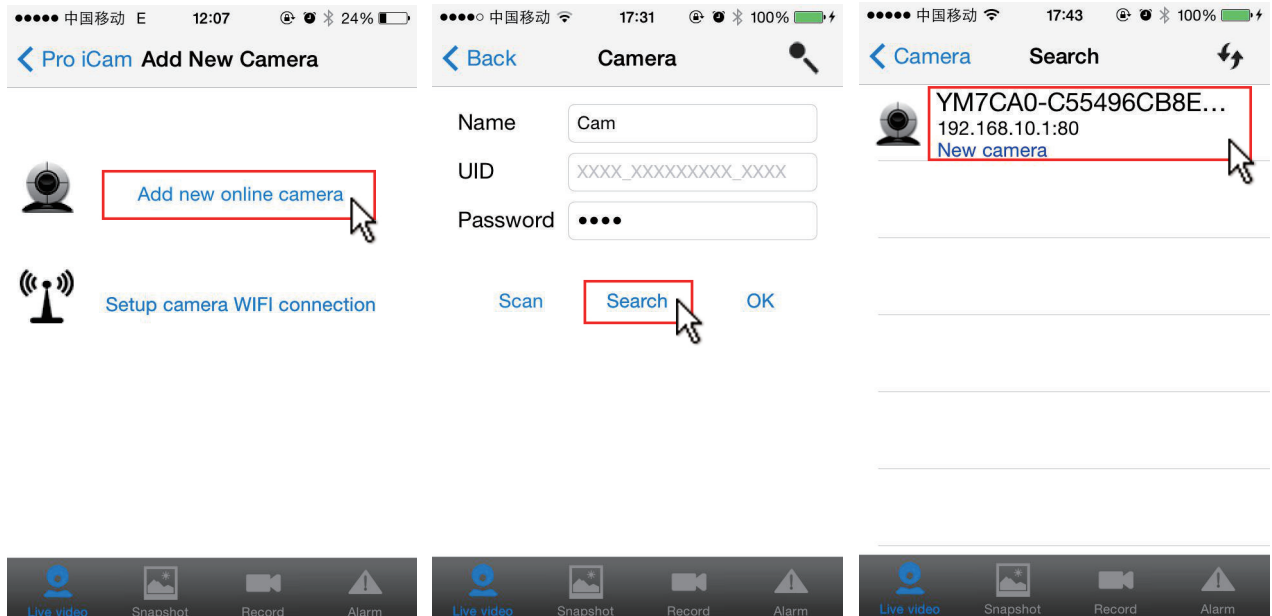 中国移动 E 12:07 24%
Pro iCam Add New Camera
Add new online camera
Setup camera WIFI connection
Live video Snapshot Record Alarm
中国移动 17:31 100%
Back Camera
Name Cam
UID XXXX_XXXXXXXXX_XXXX
Password ••••
Scan Search OK
Live video Snapshot Record Alarm
中国移动 17:43 100%
Camera Search
YM7CA0-C55496CB8E...
192.168.10.1:80
New camera
Live video Snapshot Record Alarm